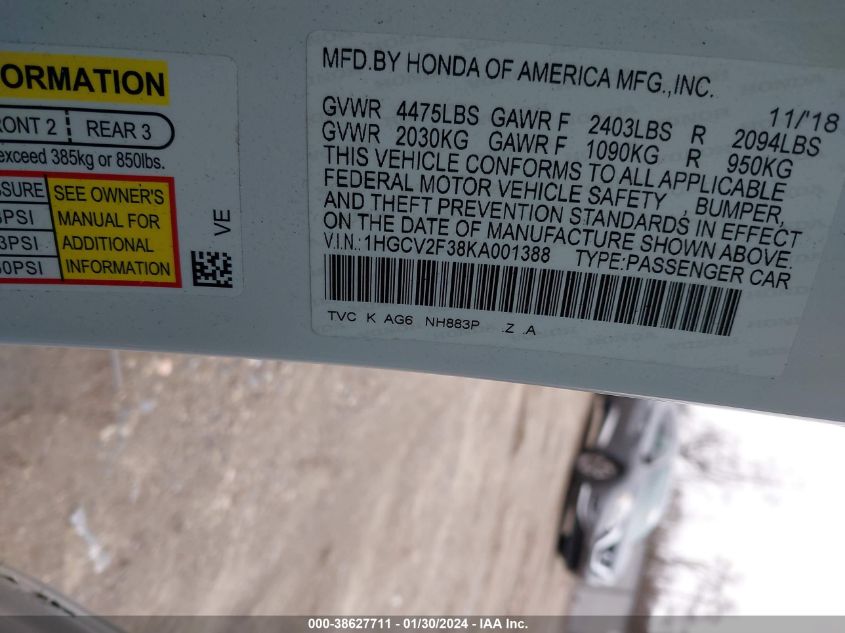 ORMATION
RONT 2 REAR 3
exceed 385kg or 850lbs.
SEE OWNER'S
MANUAL FOR
ADDITIONAL
INFORMATION
PSI
3PSI
0PSI
VE
MFD.BY HONDA OF AMERICA MFG.,INC.
11/'18
GVWR 4475LBS GAWR F 2403LBS R 2094LBS
GVWR 2030KG GAWR F 1090KG R 950KG
THIS VEHICLE CONFORMS TO ALL APPLICABLE
FEDERAL MOTOR VEHICLE SAFETY , BUMPER,
AND THEFT PREVENTION STANDARDS IN EFFECT
ON THE DATE OF MANUFACTURE SHOWN ABOVE
V.I.N.:1HGCV2F38KA001388 TYPE:PASSENGER CAR
TVC K AG6 NH883P .Z .A
000-38627711 - 01/30/2024 - IAA Inc.